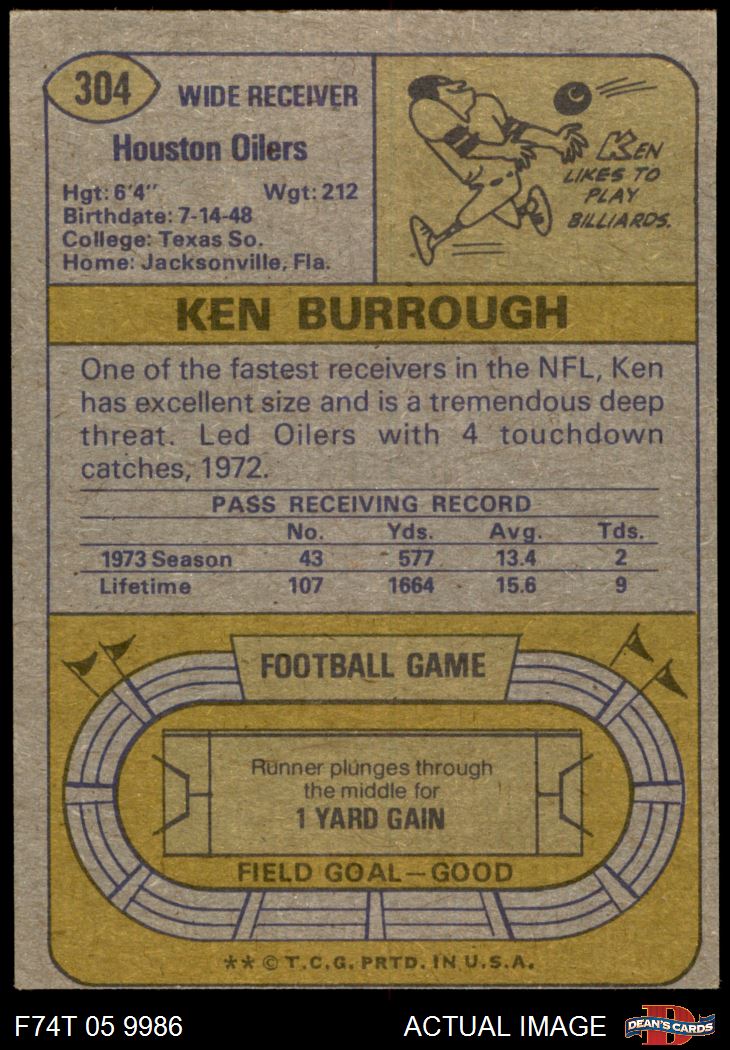 304
WIDE RECEIVER
Houston Oilers
Hgt: 6'4" Wgt: 212
Birthdate: 7-14-48
College: Texas So.
Home: Jacksonville, Fla.
KEN
LIKES TO
PLAY
BILLIARDS.
KEN BURROUGH
One of the fastest receivers in the NFL, Ken
has excellent size and is a tremendous deep
threat. Led Oilers with 4 touchdown
catches, 1972.
PASS RECEIVING RECORD
No. Yds. Avg. Tds.
1973 Season 43 577 13.4 2
Lifetime 107 1664 15.6 9
FOOTBALL GAME
Runner plunges through
the middle for
1 YARD GAIN
FIELD GOAL—GOOD
** © T.C.G. PRTD. IN U.S.A.
F74T 05 9986 ACTUAL IMAGE
D
DEAN'S CARDS